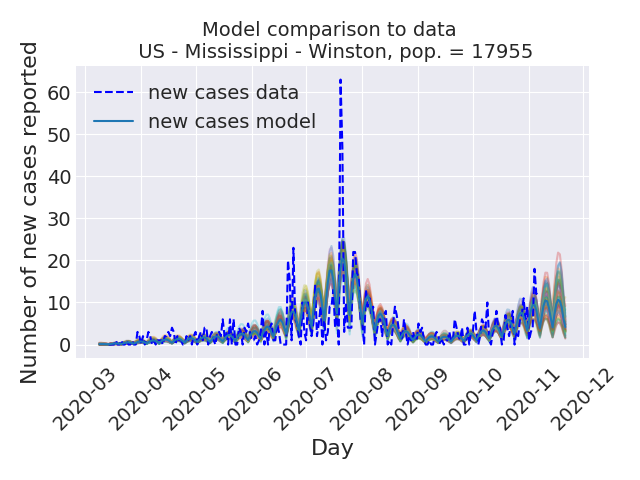 Model comparison to data
US - Mississippi - Winston, pop. = 17955
Number of new cases reported
60
50
40
30
20
10
0
new cases data
new cases model
2020-03
2020-04
2020-05
2020-06
2020-07
2020-08
2020-09
2020-10
2020-11
2020-12
Day